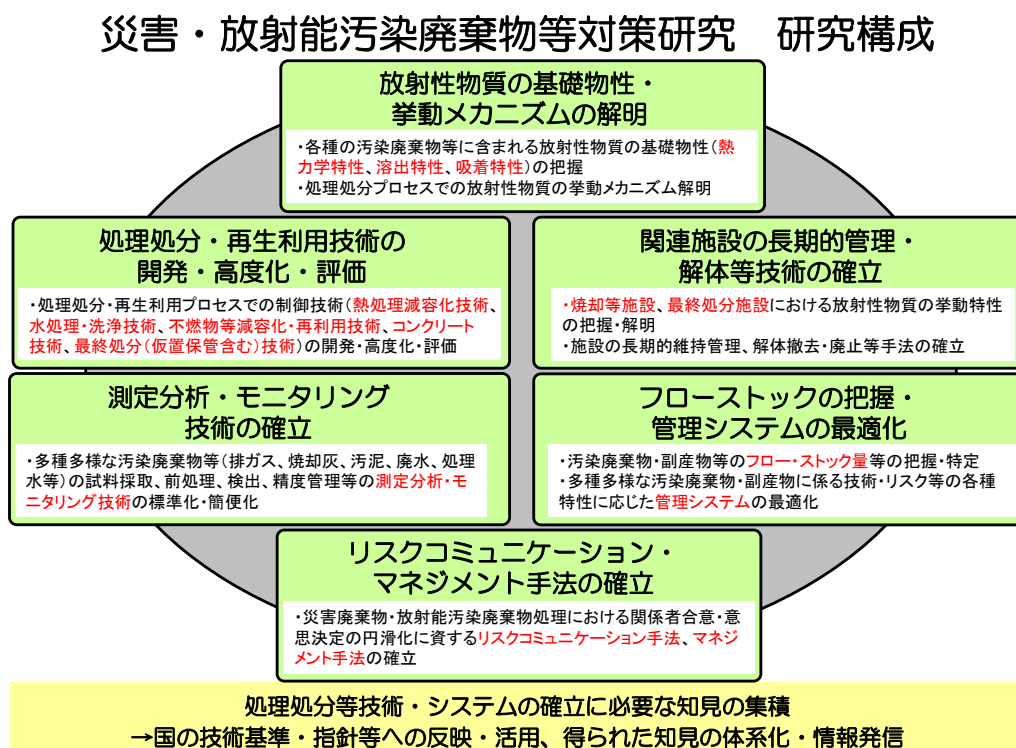 災害・放射能汚染廃棄物等対策研究　研究構成
放射性物質の基礎物性・
挙動メカニズムの解明
・各種の汚染廃棄物等に含まれる放射性物質の基礎物性(熱
力学特性、溶出特性、吸着特性)の把握
・処理処分プロセスでの放射性物質の挙動メカニズム解明
処理処分・再生利用技術の
開発・高度化・評価
・処理処分・再生利用プロセスでの制御技術(熱処理減容化技術、
水処理・洗浄技術、不燃物等減容化・再利用技術、コンクリート
技術、最終処分(仮置保管含む)技術)の開発・高度化・評価
関連施設の長期的管理・
解体等技術の確立
・焼却等施設、最終処分施設における放射性物質の挙動特性
の把握・解明
・施設の長期的維持管理、解体撤去・廃止等手法の確立
測定分析・モニタリング
技術の確立
・多種多様な汚染廃棄物等(排ガス、焼却灰、汚泥、廃水、処理
水等)の試料採取、前処理、検出、精度管理等の測定分析・モ
ニタリング技術の標準化・簡便化
フローストックの把握・
管理システムの最適化
・汚染廃棄物・副産物等のフロー・ストック量等の把握・特定
・多種多様な汚染廃棄物・副産物に係る技術・リスク等の各種
特性に応じた管理システムの最適化
リスクコミュニケーション・
マネジメント手法の確立
・災害廃棄物・放射能汚染廃棄物処理における関係者合意・意
思決定の円滑化に資するリスクコミュニケーション手法、マネジ
メント手法の確立
処理処分等技術・システムの確立に必要な知見の集積
→国の技術基準・指針等への反映・活用、得られた知見の体系化・情報発信